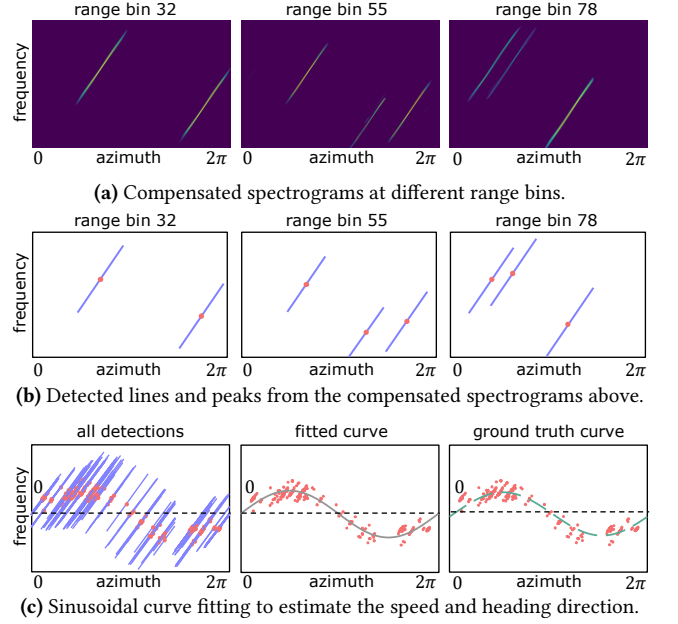 range bin 32 range bin 55 range bin 78
frequency
0 azimuth 2π 0 azimuth 2π 0 azimuth 2π
(a) Compensated spectrograms at different range bins.
range bin 32 range bin 55 range bin 78
frequency
0 azimuth 2π 0 azimuth 2π 0 azimuth 2π
(b) Detected lines and peaks from the compensated spectrograms above.
all detections fitted curve ground truth curve
frequency
0 0 0
0 azimuth 2π 0 azimuth 2π 0 azimuth 2π
(c) Sinusoidal curve fitting to estimate the speed and heading direction.